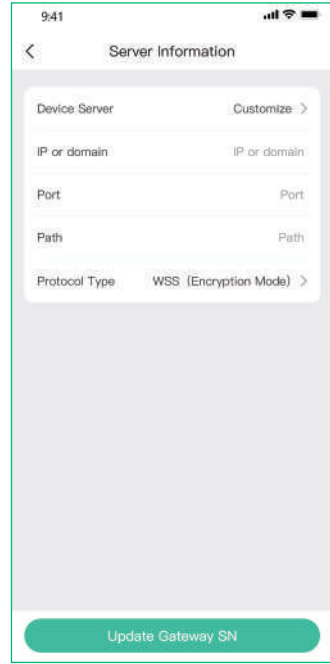 9:41
Server Information
Device Server Customize
IP or domain IP or domain
Port Port
Path Path
Protocol Type WSS (Encryption Mode)
Update Gateway SN